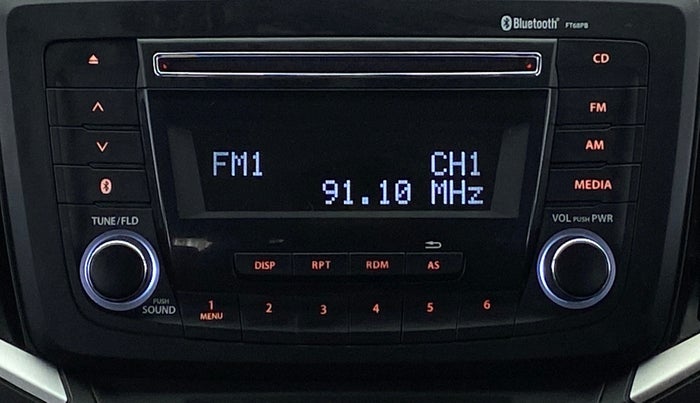 Bluetooth® FT68PB
CD
FM
AM
MEDIA
FM1 CH1
91.10 MHz
TUNE/FLD
VOL PUSH PWR
DISP RPT RDM AS
PUSH
SOUND
1 2 3 4 5 6
MENU